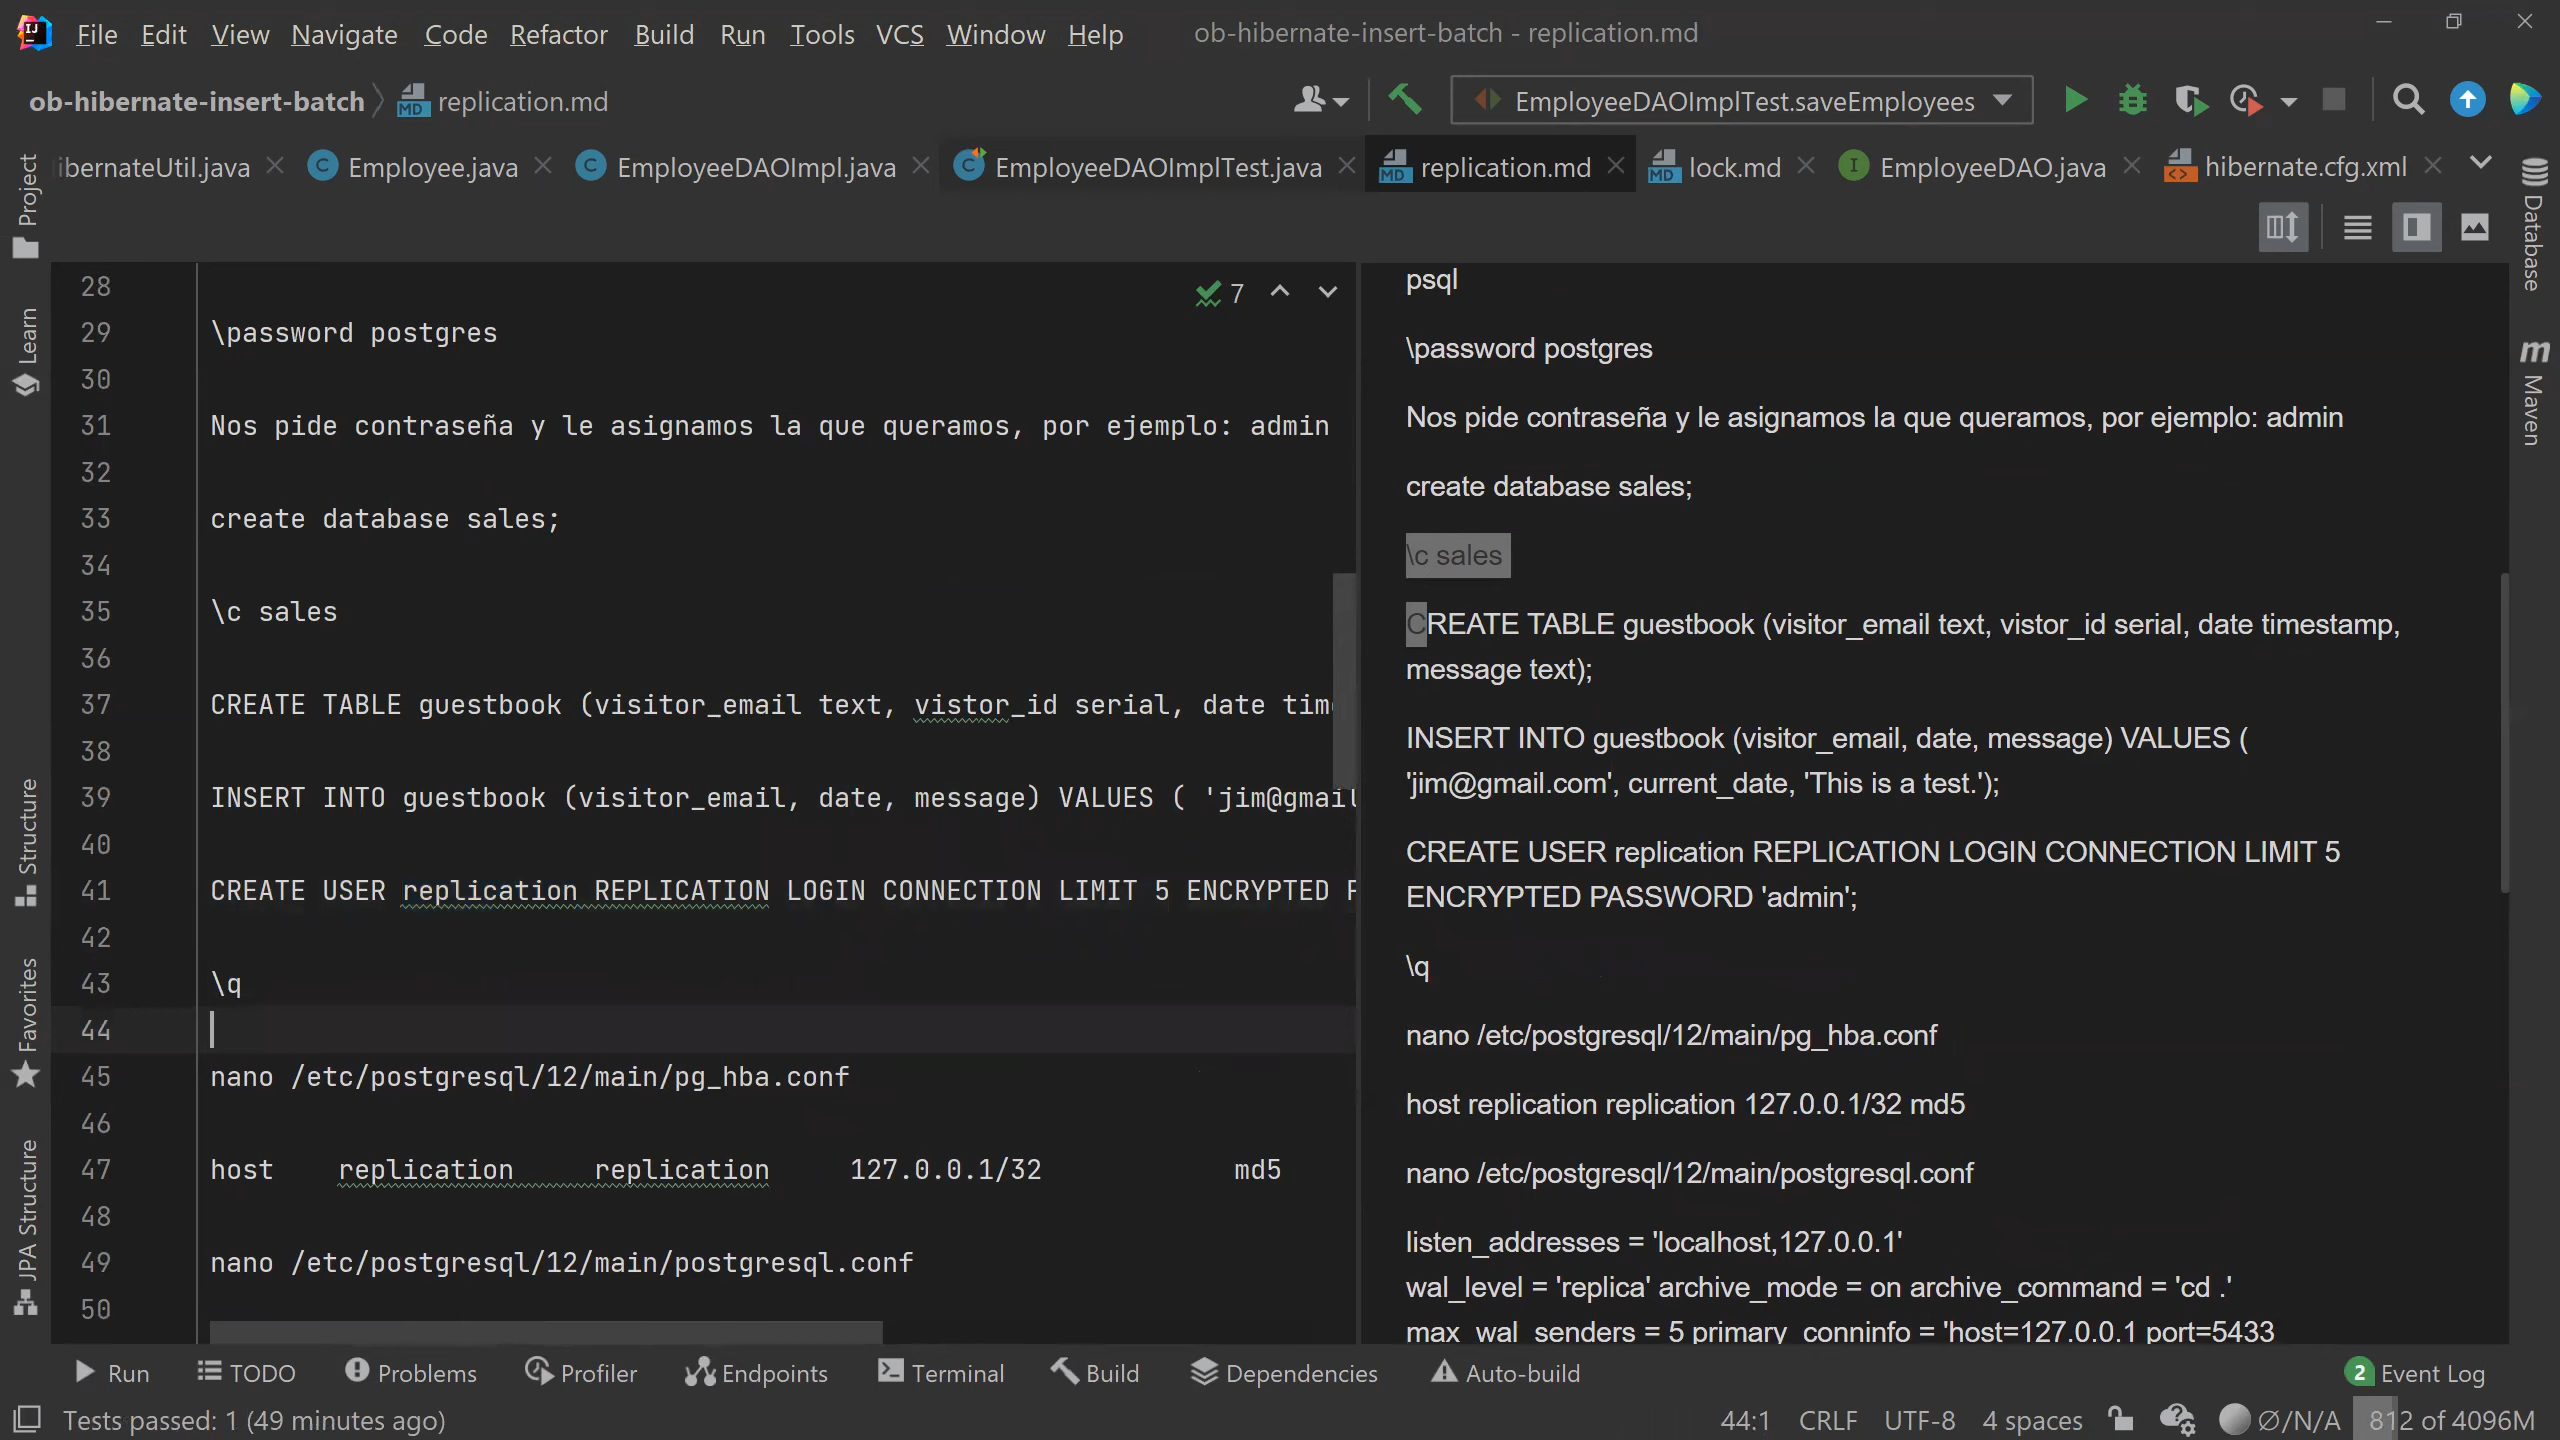 File Edit View Navigate Code Refactor Build Run Tools VCS Window Help ob-hibernate-insert-batch - replication.md
ob-hibernate-insert-batch replication.md EmployeeDAOImplTest.saveEmployees
ibernateUtil.java Employee.java EmployeeDAOImpl.java EmployeeDAOImplTest.java replication.md lock.md EmployeeDAO.java hibernate.cfg.xml
Project
Learn
Structure
Favorites
JPA Structure
7
28
29 \password postgres
30
31 Nos pide contraseña y le asignamos la que queramos, por ejemplo: admin
32
33 create database sales;
34
35 \c sales
36
37 CREATE TABLE guestbook (visitor_email text, vistor_id serial, date tim
38
39 INSERT INTO guestbook (visitor_email, date, message) VALUES ( 'jim@gmail
40
41 CREATE USER replication REPLICATION LOGIN CONNECTION LIMIT 5 ENCRYPTED P
42
43 \q
44
45 nano /etc/postgresql/12/main/pg_hba.conf
46
47 host replication replication 127.0.0.1/32 md5
48
49 nano /etc/postgresql/12/main/postgresql.conf
50
psql
\password postgres
Nos pide contraseña y le asignamos la que queramos, por ejemplo: admin
create database sales;
\c sales
CREATE TABLE guestbook (visitor_email text, vistor_id serial, date timestamp,
message text);
INSERT INTO guestbook (visitor_email, date, message) VALUES (
'jim@gmail.com', current_date, 'This is a test.');
CREATE USER replication REPLICATION LOGIN CONNECTION LIMIT 5
ENCRYPTED PASSWORD 'admin';
\q
nano /etc/postgresql/12/main/pg_hba.conf
host replication replication 127.0.0.1/32 md5
nano /etc/postgresql/12/main/postgresql.conf
listen_addresses = 'localhost,127.0.0.1'
wal_level = 'replica' archive_mode = on archive_command = 'cd .'
max_wal_senders = 5 primary_conninfo = 'host=127.0.0.1 port=5433
Database
Maven
Run TODO Problems Profiler Endpoints Terminal Build Dependencies Auto-build 2 Event Log
Tests passed: 1 (49 minutes ago) 44:1 CRLF UTF-8 4 spaces Ø/N/A 812 of 4096M